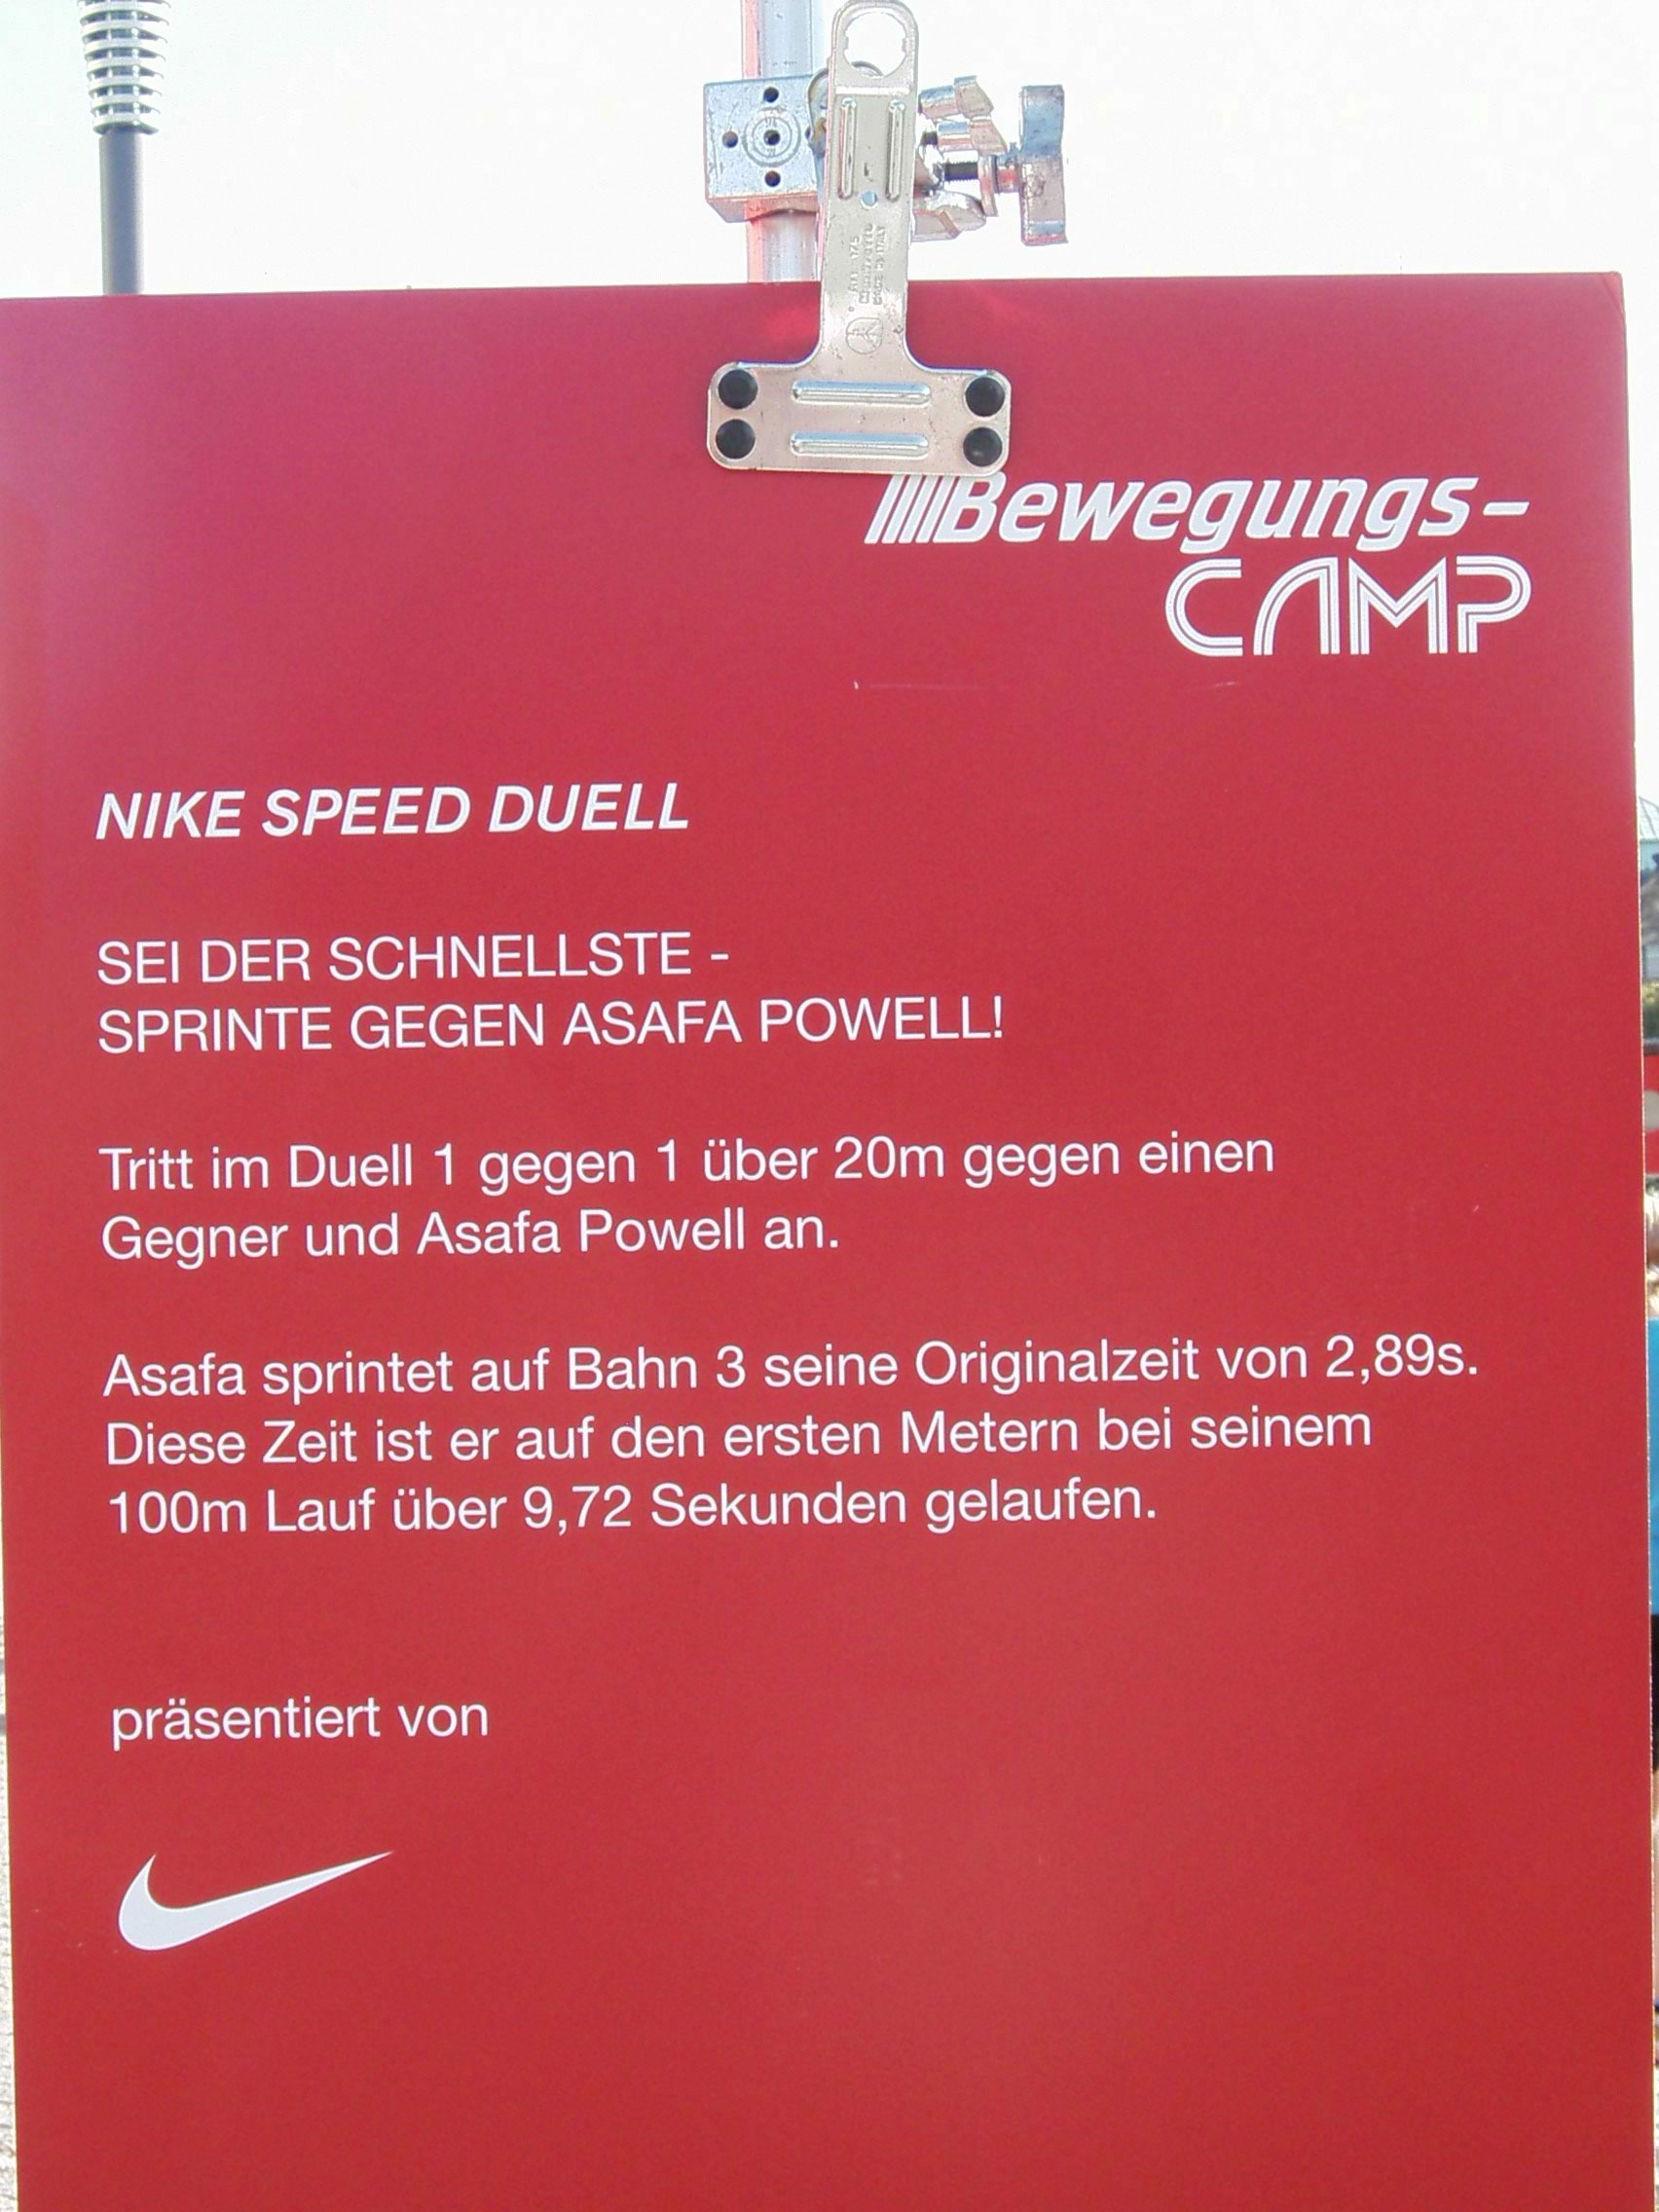 Bewegungs-
CAMP
NIKE SPEED DUELL
SEI DER SCHNELLSTE -
SPRINTE GEGEN ASAFA POWELL!
Tritt im Duell 1 gegen 1 über 20m gegen einen
Gegner und Asafa Powell an.
Asafa sprintet auf Bahn 3 seine Originalzeit von 2,89s.
Diese Zeit ist er auf den ersten Metern bei seinem
100m Lauf über 9,72 Sekunden gelaufen.
präsentiert von